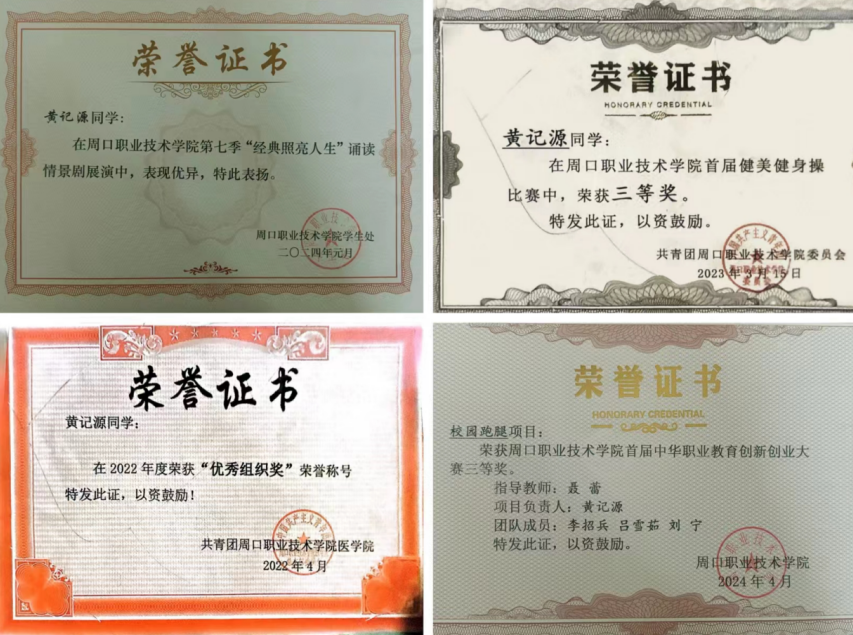 荣誉证书
黄记源同学：
在周口职业技术学院第七季“经典照亮人生”诵读
情景剧展演中，表现优异，特此表扬。
周口职业技术学院学生处
二〇二四年元月
荣誉证书
HONORARY CREDENTIAL
黄记源同学：
在周口职业技术学院首届健美健身操
比赛中，荣获三等奖。
特发此证，以资鼓励。
共青团周口职业技术学院委员会
2023年3月15日
荣誉证书
黄记源同学：
在2022年度荣获“优秀组织奖”荣誉称号
特发此证，以资鼓励！
共青团周口职业技术学院医学院
2022年4月
荣誉证书
HONORARY CREDENTIAL
校园跑腿项目：
荣获周口职业技术学院首届中华职业教育创新创业大
赛三等奖。
指导教师：聂 蕾
项目负责人：黄记源
团队成员：李招兵 吕雪茹 刘 宁
特发此证，以资鼓励。
周口职业技术学院
2024年4月